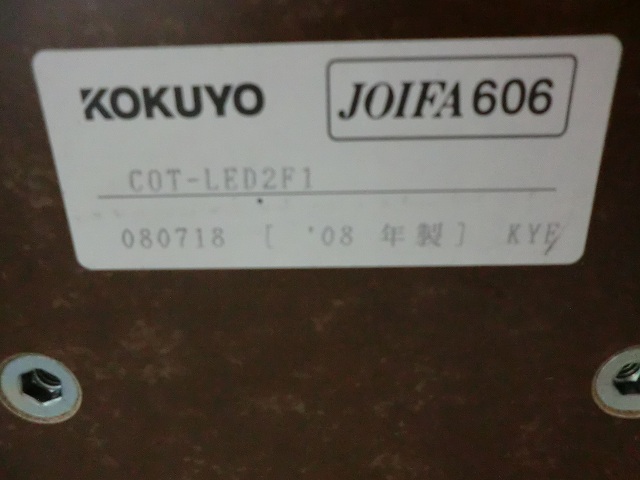 KOKUYO JOIFA 606
COT-LED2F1
080718 [ '08 年製] KYE